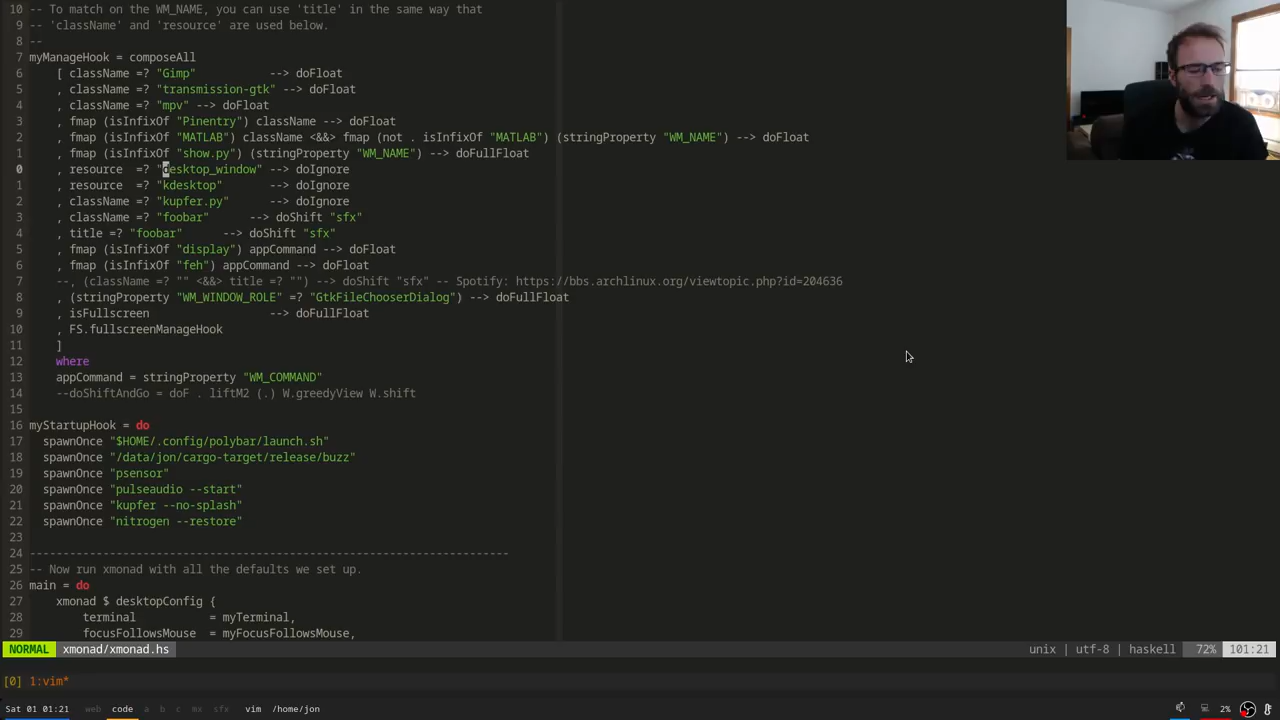 10 -- To match on the WM_NAME, you can use 'title' in the same way that
9 -- 'className' and 'resource' are used below.
8 --
7 myManageHook = composeAll
6 [ className =? "Gimp" --> doFloat
5 , className =? "transmission-gtk" --> doFloat
4 , className =? "mpv" --> doFloat
3 , fmap (isInfixOf "Pinentry") className --> doFloat
2 , fmap (isInfixOf "MATLAB") className <&&> fmap (not . isInfixOf "MATLAB") (stringProperty "WM_NAME") --> doFloat
1 , fmap (isInfixOf "show.py") (stringProperty "WM_NAME") --> doFullFloat
0 , resource =? "desktop_window" --> doIgnore
1 , resource =? "kdesktop" --> doIgnore
2 , className =? "kupfer.py" --> doIgnore
3 , className =? "foobar" --> doShift "sfx"
4 , title =? "foobar" --> doShift "sfx"
5 , fmap (isInfixOf "display") appCommand --> doFloat
6 , fmap (isInfixOf "feh") appCommand --> doFloat
7 --, (className =? "" <&&> title =? "") --> doShift "sfx" -- Spotify: https://bbs.archlinux.org/viewtopic.php?id=204636
8 , (stringProperty "WM_WINDOW_ROLE" =? "GtkFileChooserDialog") --> doFullFloat
9 , isFullscreen --> doFullFloat
10 , FS.fullscreenManageHook
11 ]
12 where
13 appCommand = stringProperty "WM_COMMAND"
14 --doShiftAndGo = doF . liftM2 (.) W.greedyView W.shift
15
16 myStartupHook = do
17 spawnOnce "$HOME/.config/polybar/launch.sh"
18 spawnOnce "/data/jon/cargo-target/release/buzz"
19 spawnOnce "psensor"
20 spawnOnce "pulseaudio --start"
21 spawnOnce "kupfer --no-splash"
22 spawnOnce "nitrogen --restore"
23
24 ------------------------------------------------------------------------
25 -- Now run xmonad with all the defaults we set up.
26 main = do
27 xmonad $ desktopConfig {
28 terminal = myTerminal,
29 focusFollowsMouse = myFocusFollowsMouse,
NORMAL xmonad/xmonad.hs unix | utf-8 | haskell 72% 101:21
[0] 1:vim*
Sat 01 01:21 web code a b c mx sfx vim /home/jon 2%